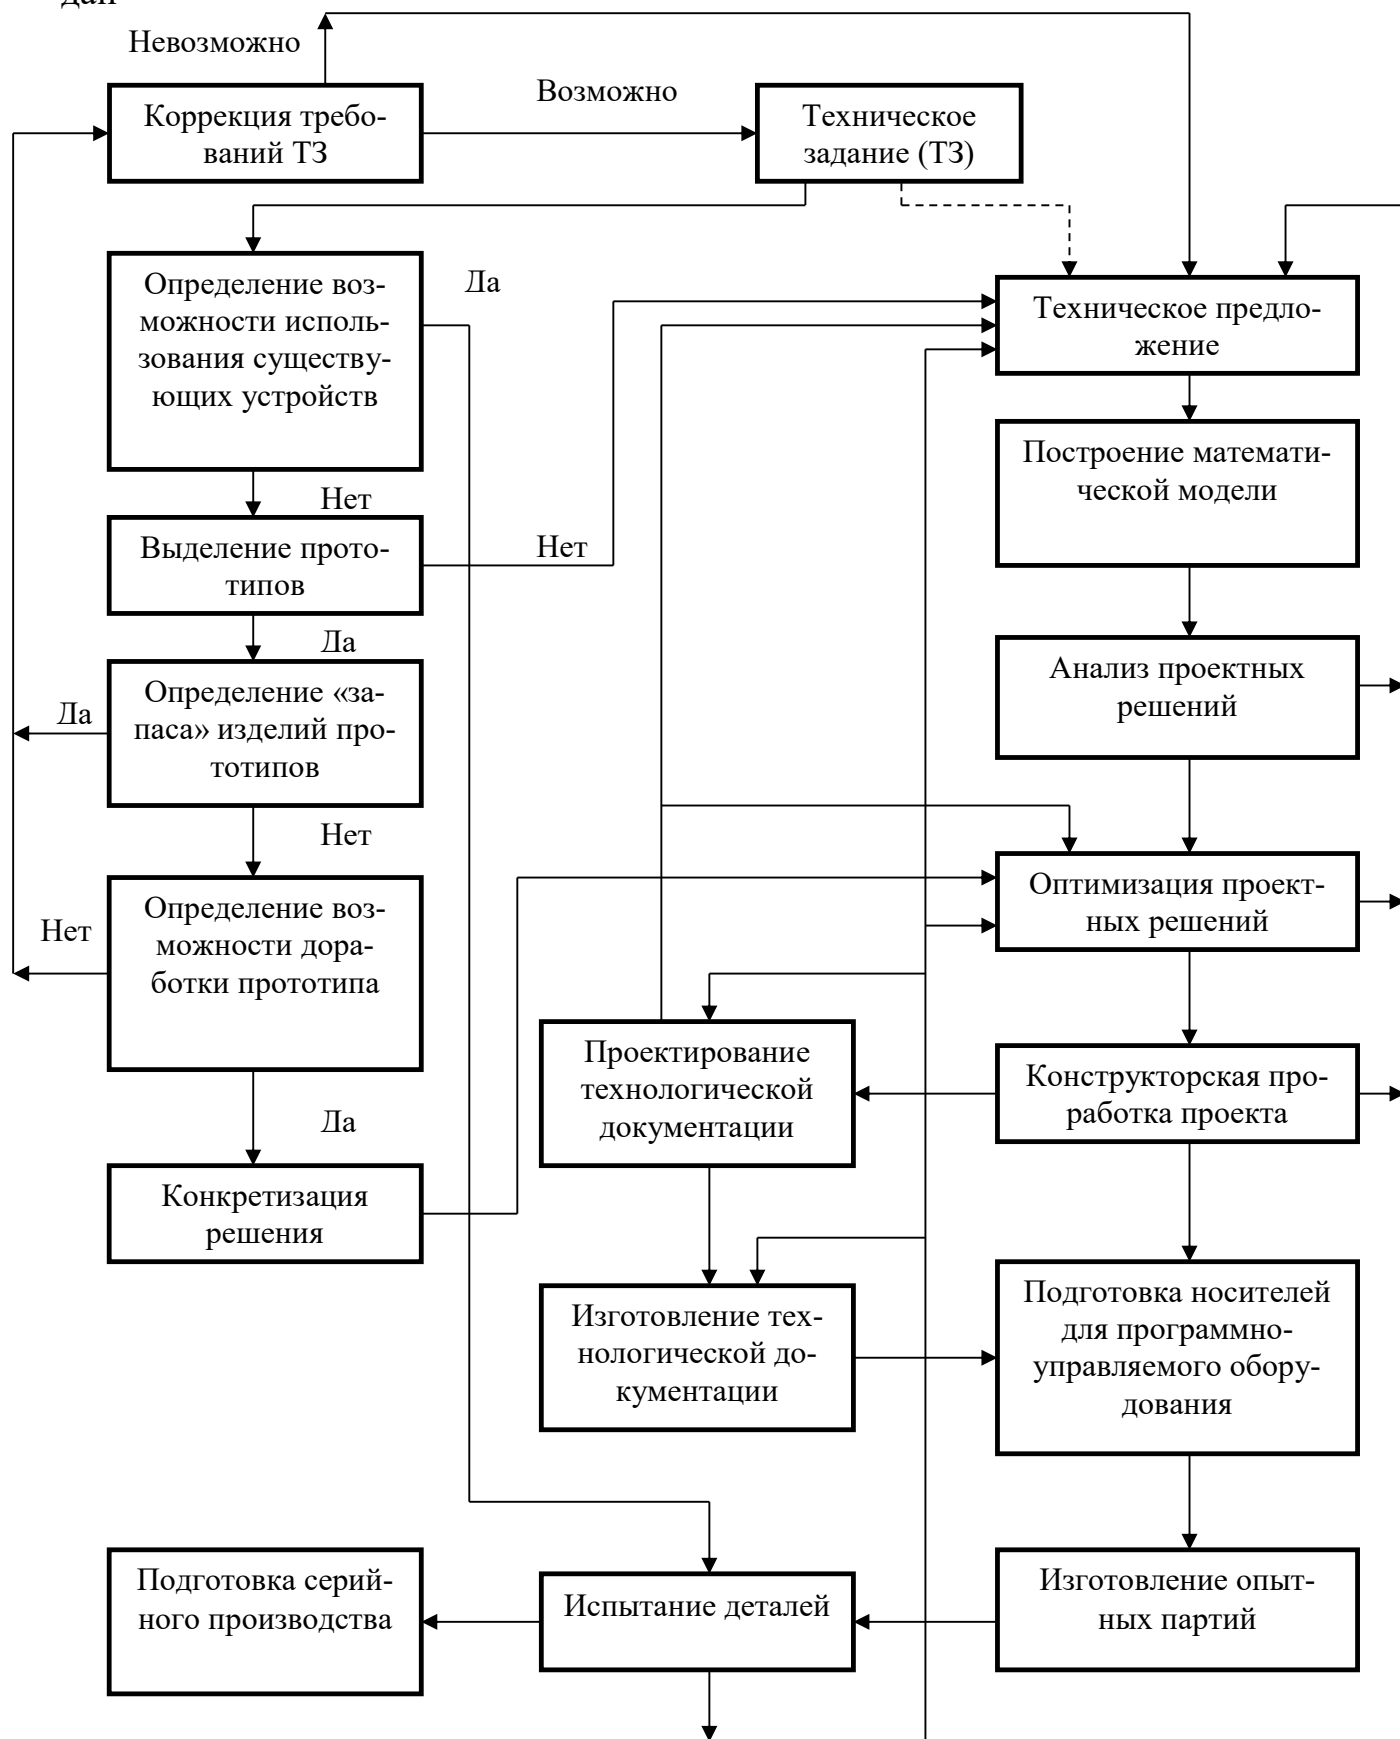 дан
Невозможно
Возможно
Коррекция требо-
ваний ТЗ
Техническое
задание (ТЗ)
Определение воз-
можности исполь-
зования существу-
ющих устройств
Да
Техническое предло-
жение
Построение математи-
ческой модели
Нет
Выделение прото-
типов
Нет
Да
Определение «за-
паса» изделий про-
тотипов
Да
Анализ проектных
решений
Нет
Определение воз-
можности дора-
ботки прототипа
Нет
Оптимизация проект-
ных решений
Проектирование
технологической
документации
Конструкторская про-
работка проекта
Да
Конкретизация
решения
Изготовление тех-
нологической до-
кументации
Подготовка носителей
для программно-
управляемого обору-
дования
Подготовка серий-
ного производства
Испытание деталей
Изготовление опыт-
ных партий